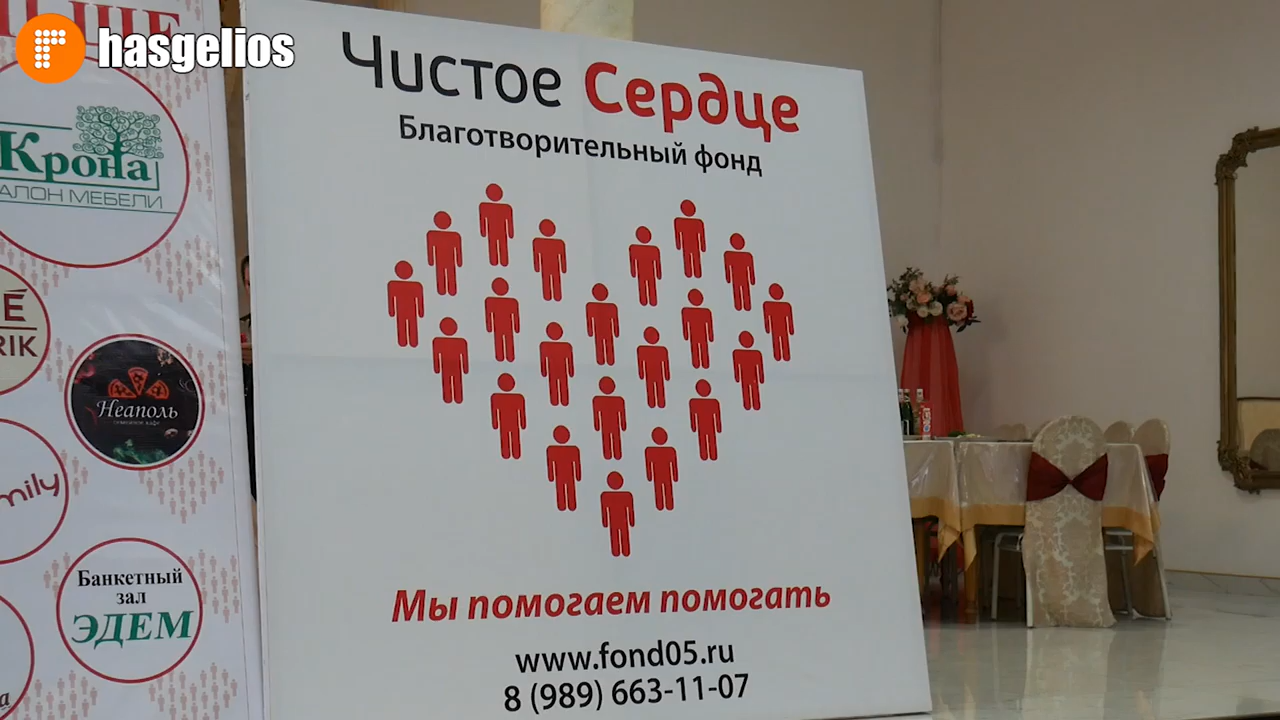 hasgelios
Крона
САЛОН МЕБЕЛИ
Неаполь
Банкетный
зал
ЭДЕМ
Чистое Сердце
Благотворительный фонд
Мы помогаем помогать
www.fond05.ru
8 (989) 663-11-07